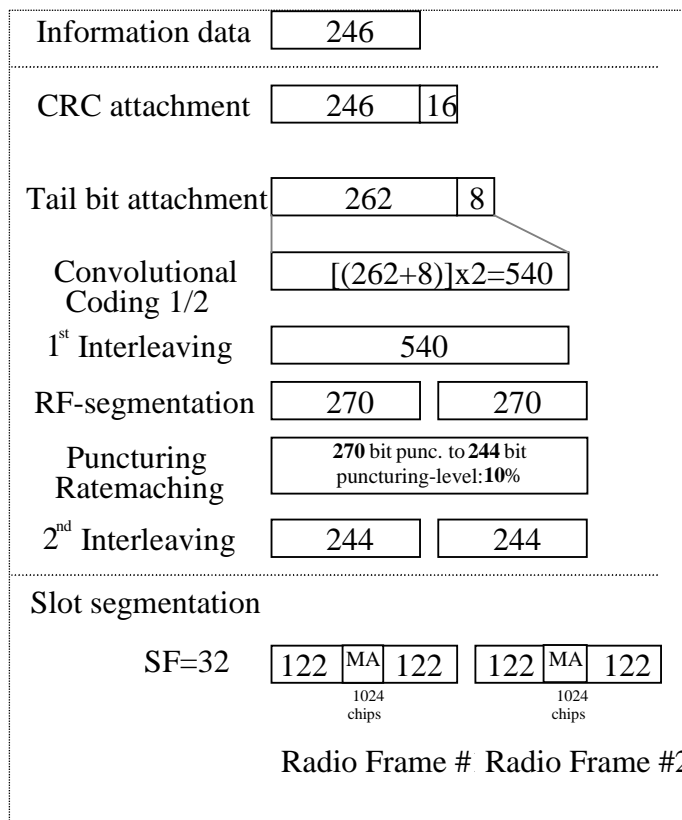 Information data 246
CRC attachment 246 16
Tail bit attachment 262 8
Convolutional
Coding 1/2
[(262+8)]x2=540
1st Interleaving 540
RF-segmentation 270 270
Puncturing
Ratemaching
270 bit punc. to 244 bit
puncturing-level:10%
2nd Interleaving 244 244
Slot segmentation
SF=32 122 MA 122 122 MA 122
1024
chips
1024
chips
Radio Frame # Radio Frame #2